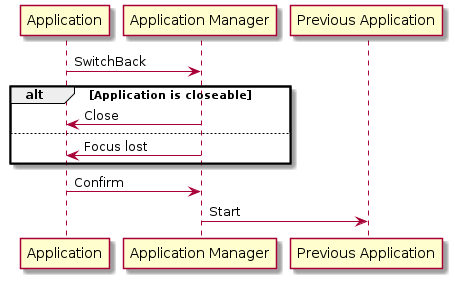 Application Application Manager Previous Application
SwitchBack
alt [Application is closeable]
Close
Focus lost
Confirm
Start
Application Application Manager Previous Application